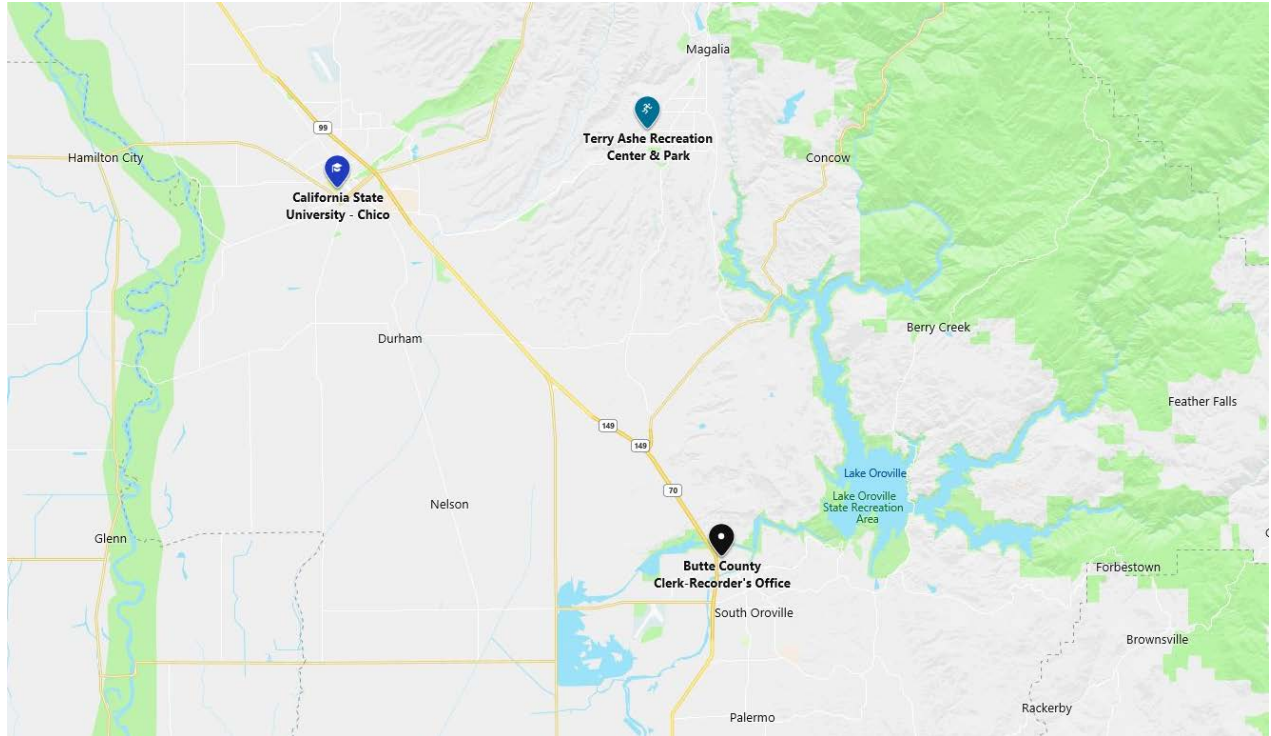 Magalia
Terry Ashe Recreation
Center & Park
99
Hamilton City
Concow
California State
University - Chico
Berry Creek
Durham
Feather Falls
149
149
Lake Oroville
70
Lake Oroville
State Recreation
Area
Nelson
Glenn
Butte County
Clerk-Recorder's Office
Forbestown
South Oroville
Brownsville
Rackerby
Palermo